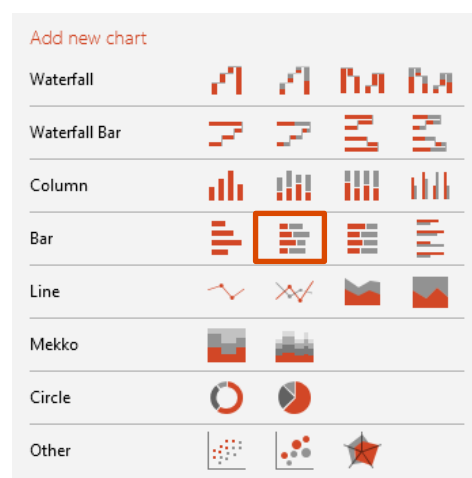 Add new chart
Waterfall
Waterfall Bar
Column
Bar
Line
Mekko
Circle
Other